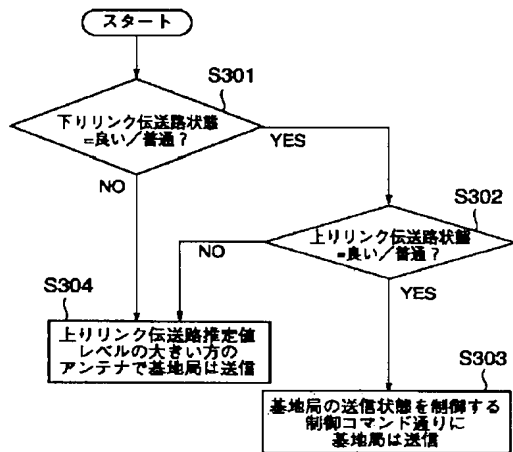 スタート
S301
下りリンク伝送路状態
=良い/普通?
YES
NO
S302
上りリンク伝送路状態
=良い/普通?
NO
YES
S304
上りリンク伝送路推定値
レベルの大きい方の
アンテナで基地局は送信
S303
基地局の送信状態を制御する
制御コマンド通りに
基地局は送信